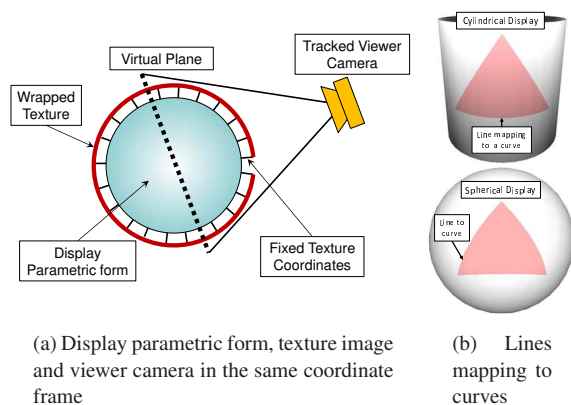 Virtual Plane
Tracked Viewer
Camera
Wrapped
Texture
Display
Parametric form
Fixed Texture
Coordinates
(a) Display parametric form, texture image
and viewer camera in the same coordinate
frame
Cylindrical Display
Line mapping
to a curve
Spherical Display
Line to
curve
(b) Lines
mapping to
curves